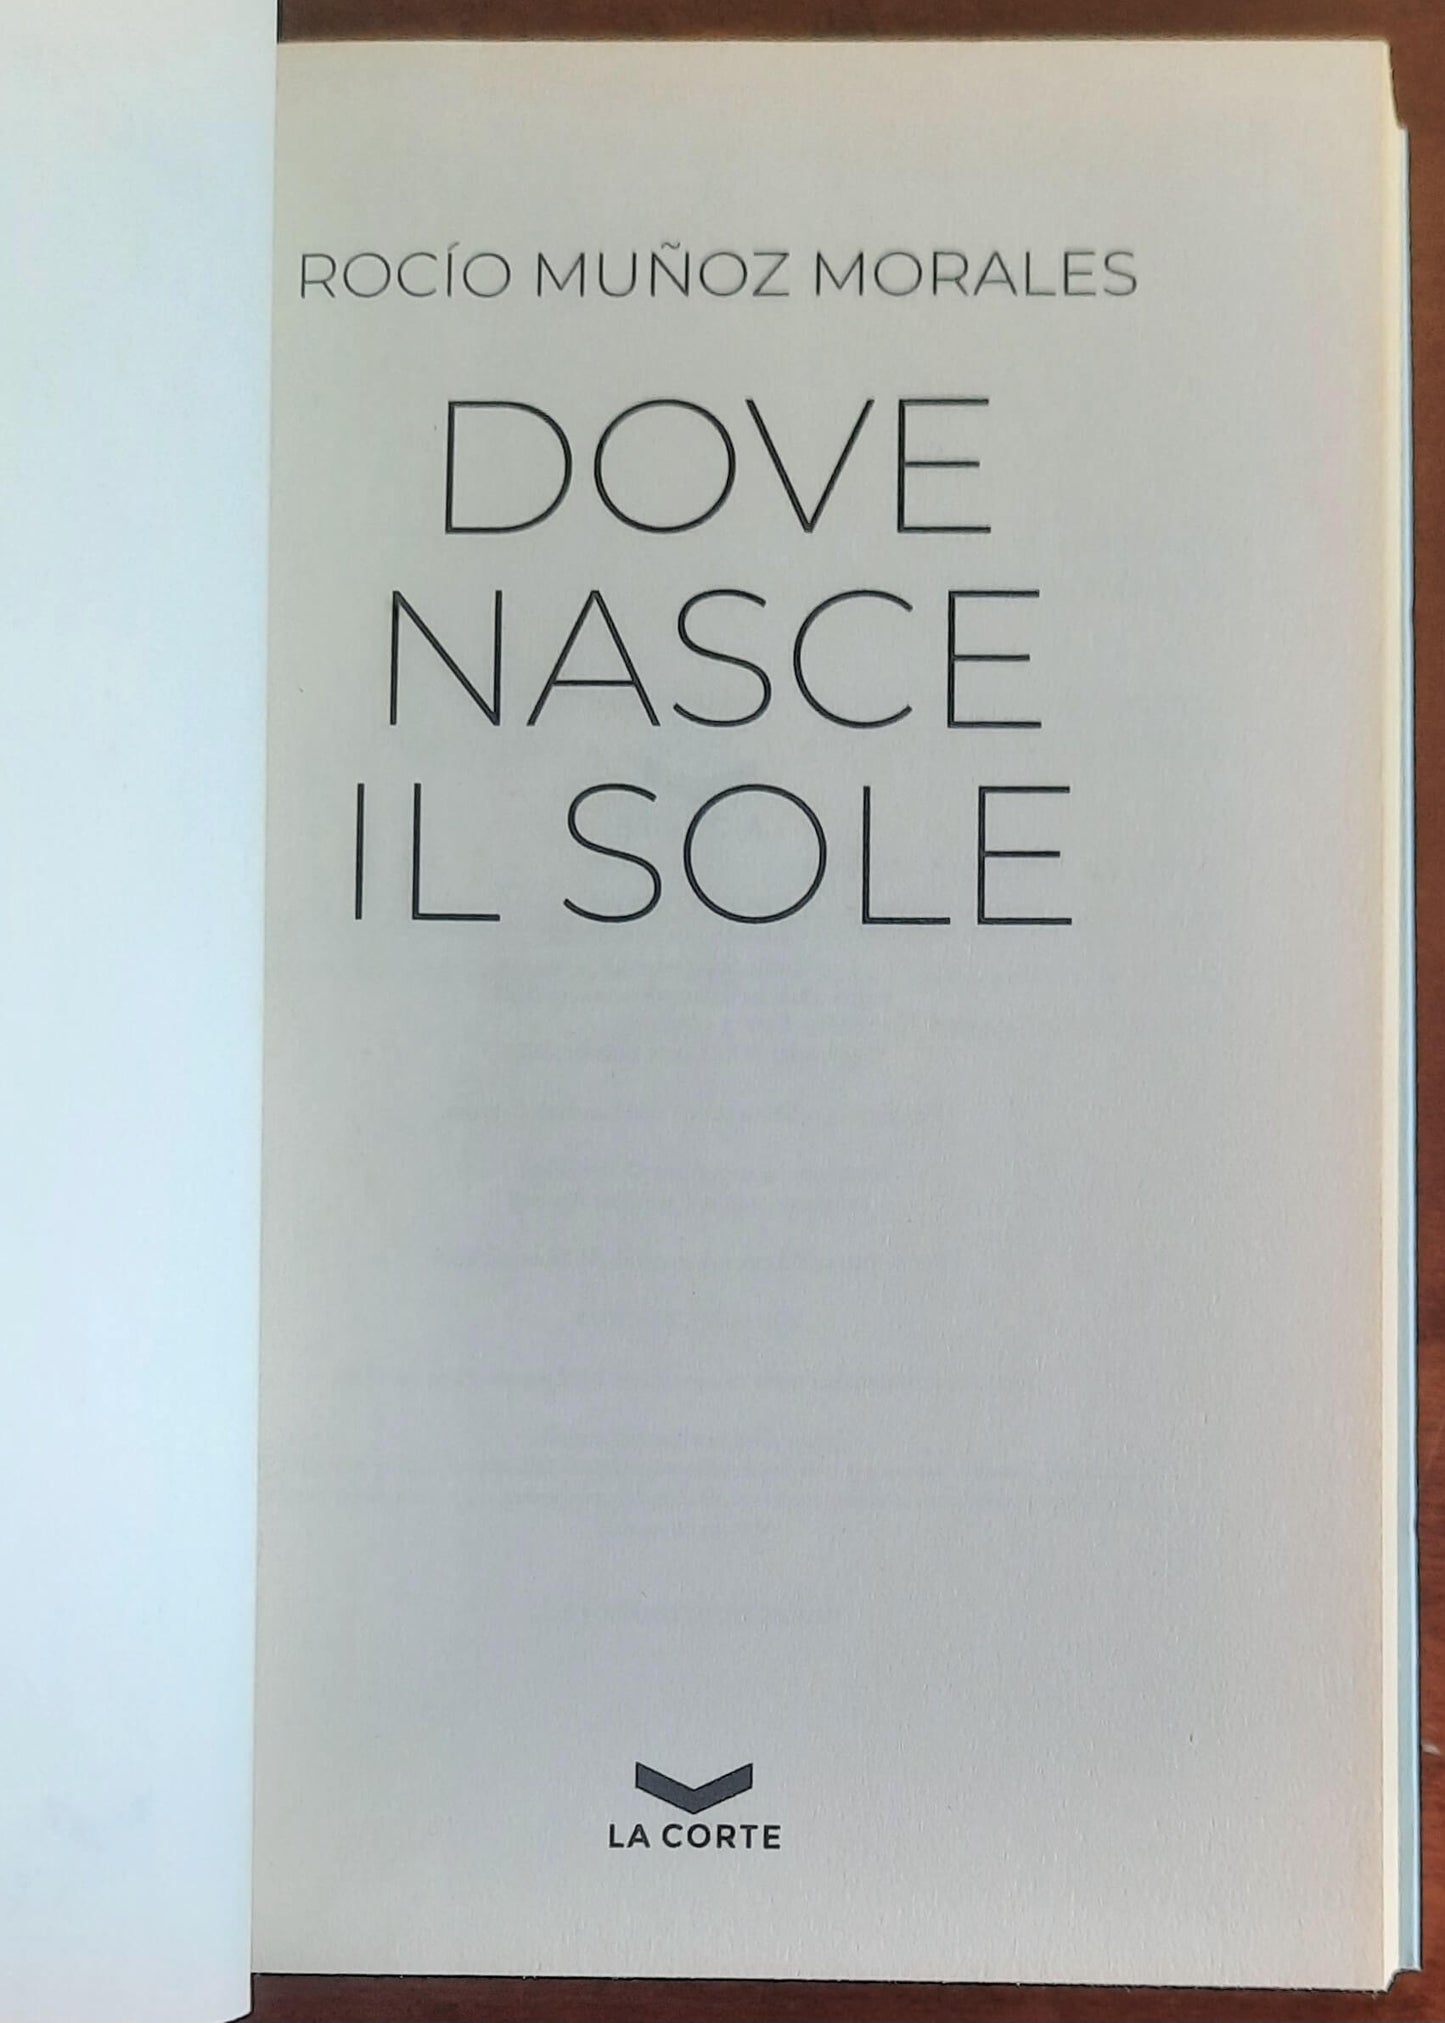 ROCÍO MUÑOZ MORALES
DOVE
NASCE
IL SOLE
LA CORTE